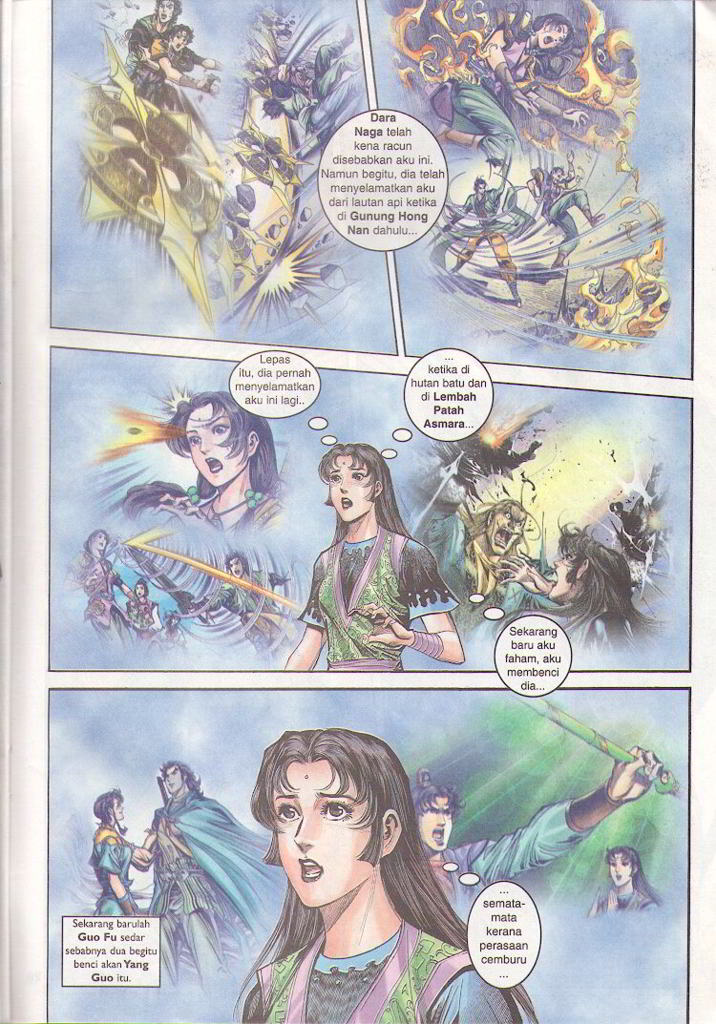 Dara
Naga telah
kena racun
disebabkan aku ini.
Namun begitu, dia telah
menyelamatkan aku
dari lautan api ketika
di Gunung Hong
Nan dahulu...
Lepas
itu, dia pernah
menyelamatkan
aku ini lagi..
...
ketika di
hutan batu dan
di Lembah
Patah
Asmara...
Sekarang
baru aku
faham, aku
membenci
dia...
...
semata-
mata
kerana
perasaan
cemburu
...
Sekarang barulah
Guo Fu sedar
sebabnya dua begitu
benci akan Yang
Guo itu.